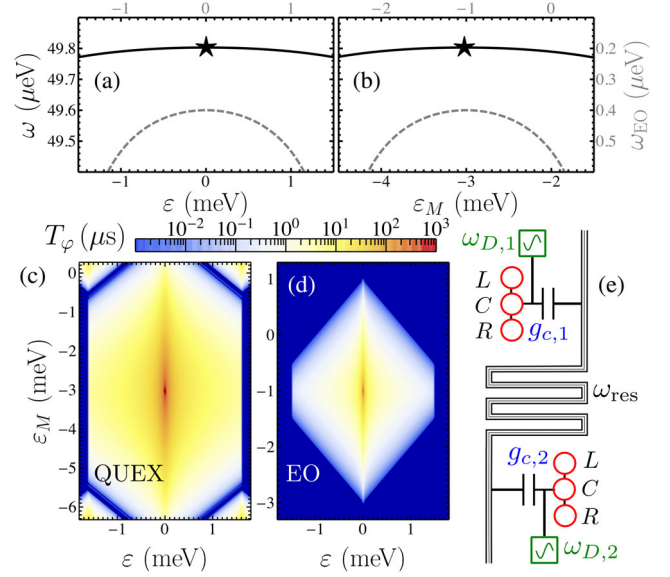 −1 0 1
−2 −1 0
49.8
49.7
49.6
49.5
ω (μeV)
(a)
(b)
0.2
0.3
0.4
0.5
ω_EO (μeV)
−1 0 1
−4 −3 −2
ε (meV)
ε_M (meV)
T_φ (μs)
10^−2 10^−1 10^0 10^1 10^2 10^3
(c)
0
−1
−2
−3
−4
−5
−6
ε_M (meV)
QUEX
−1 0 1
ε (meV)
(d)
1
0
−1
−2
−3
EO
−1 0 1
ε (meV)
(e)
ω_D,1
L
C
R
g_c,1
ω_res
g_c,2
L
C
R
ω_D,2